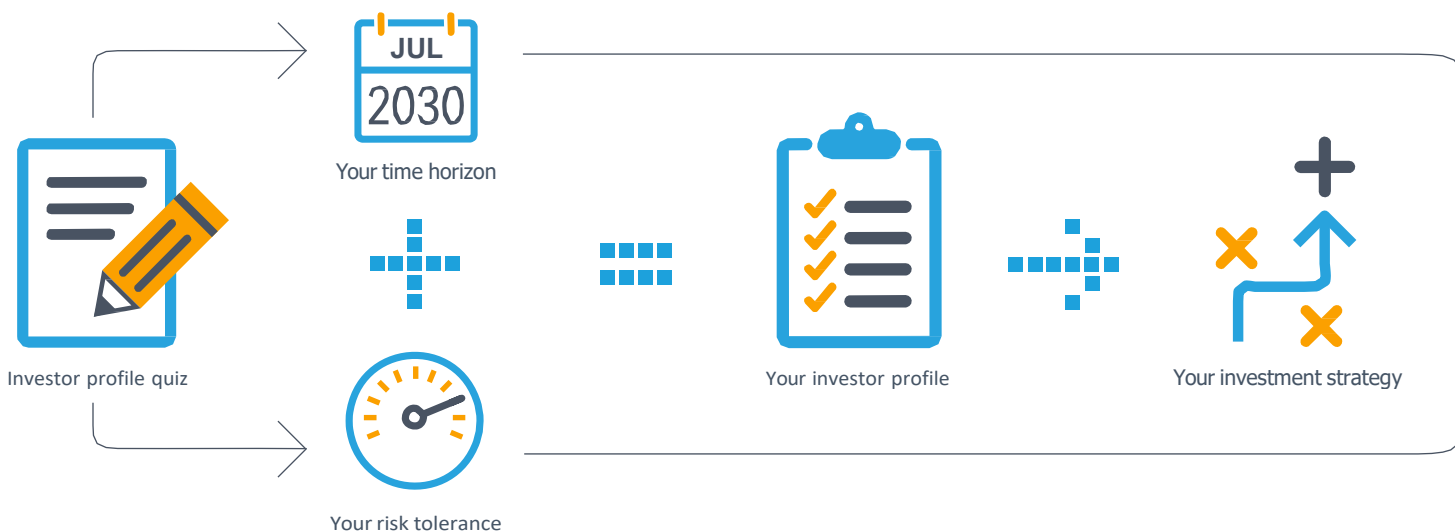 JUL
2030
Your time horizon
Investor profile quiz
Your investor profile
Your investment strategy
Your risk tolerance